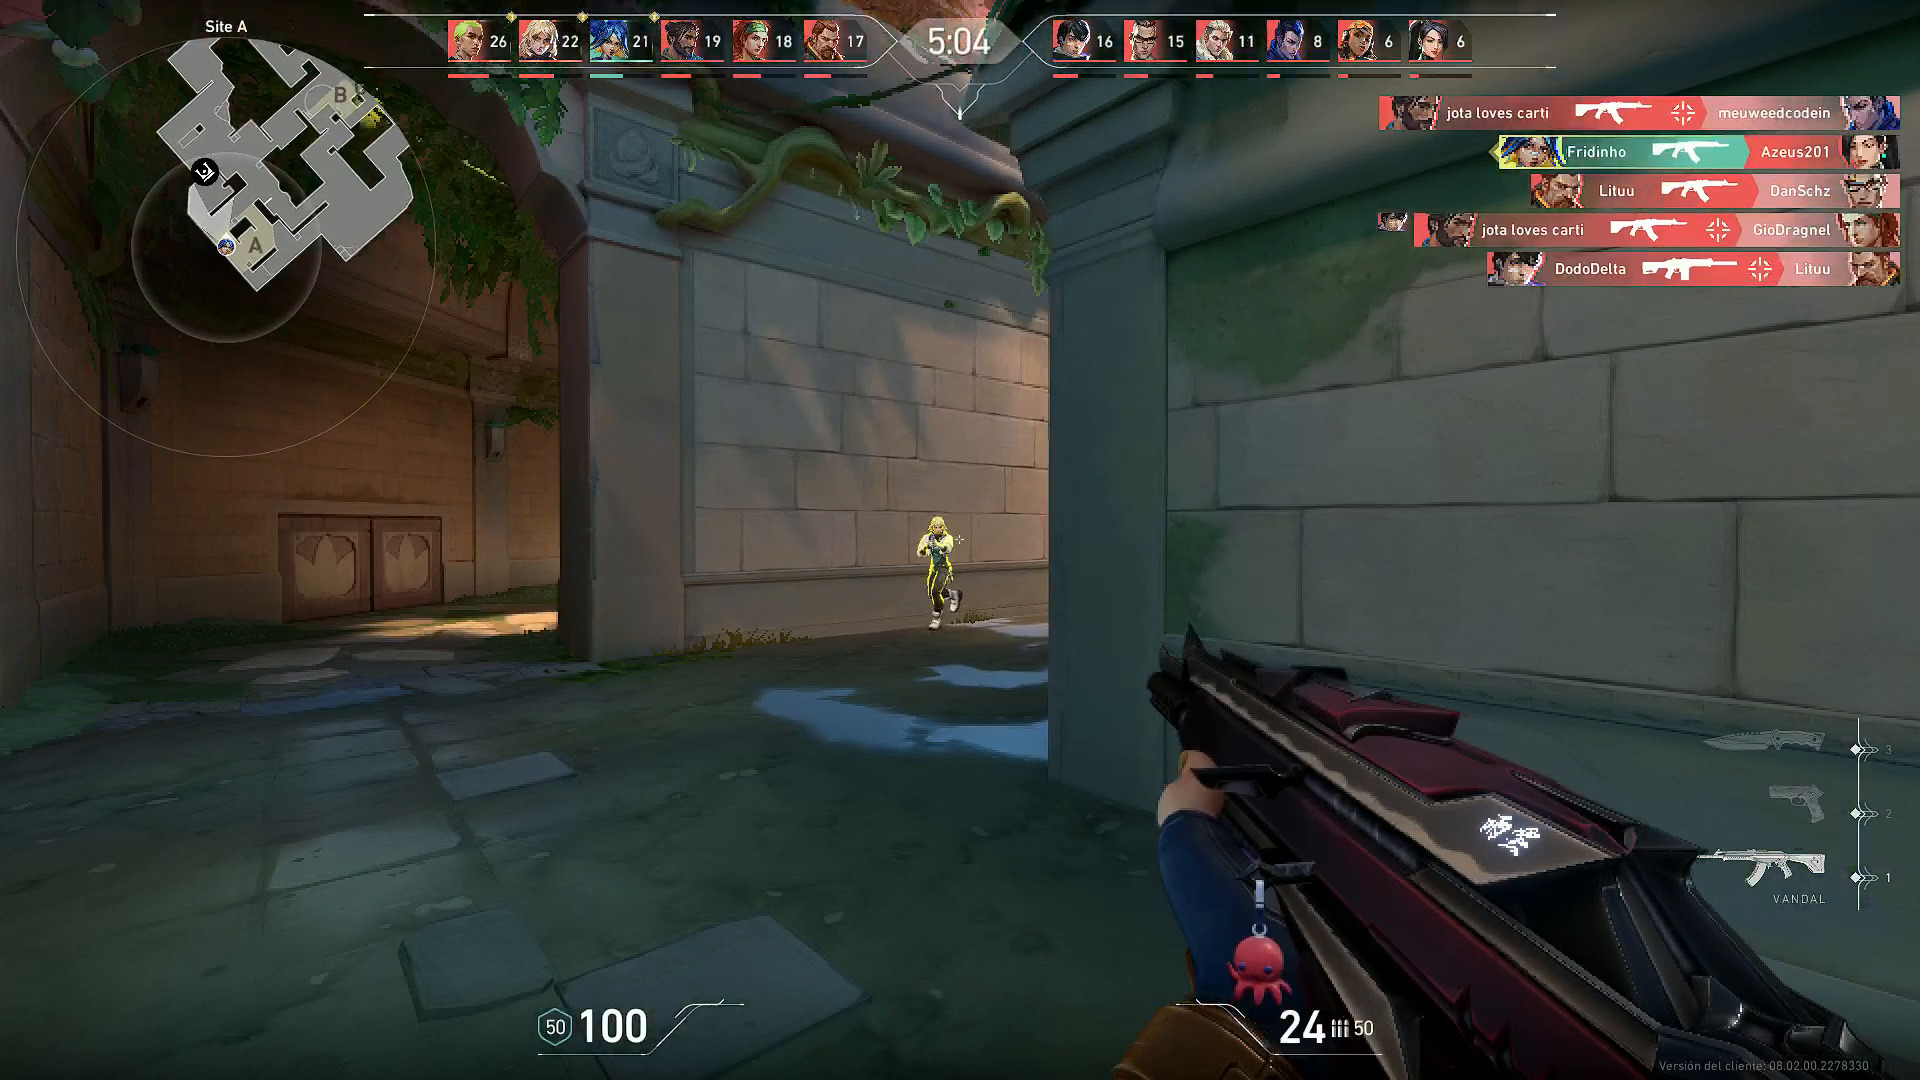 Site A
26
22
21
19
18
17
5:04
16
15
11
8
6
6
B
A
jota loves carti meuweedcodein
Fridinho Azeus201
Lituu DanSchz
jota loves carti GioDragnel
DodoDelta Lituu
3
2
1
VANDAL
50 100
24 50
Versión del cliente: 08.02.00.2278330